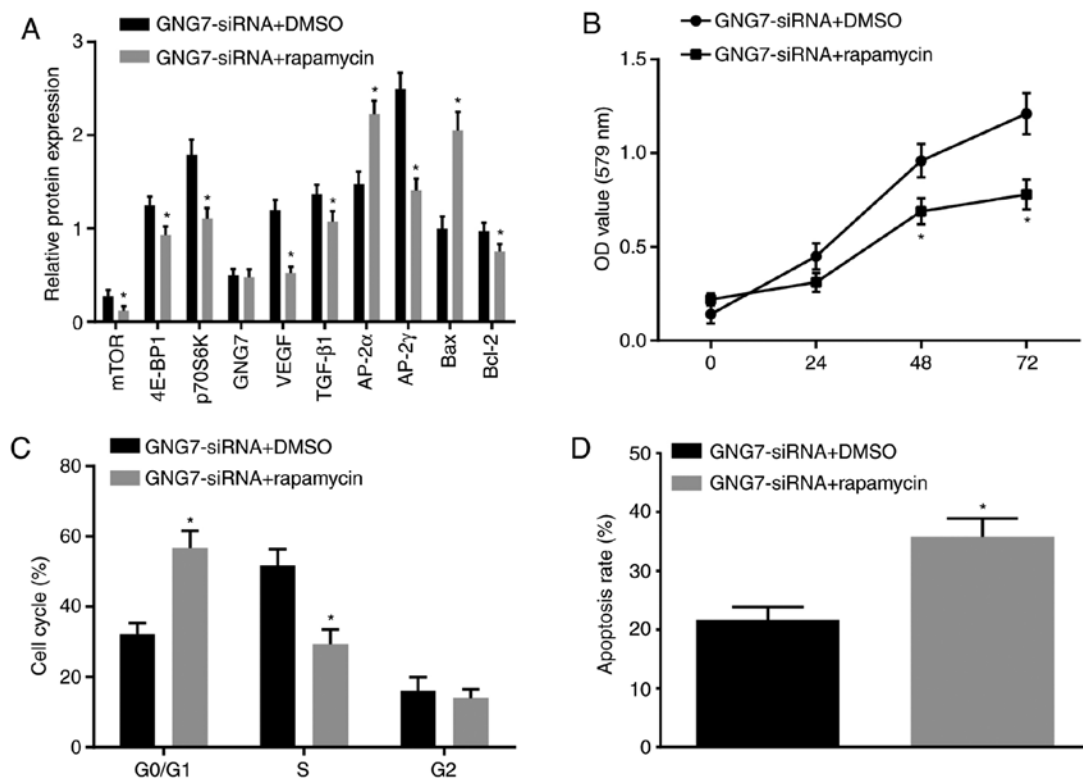 A
GNG7-siRNA+DMSO
GNG7-siRNA+rapamycin
Relative protein expression
3
2
1
0
* * * * * * * * *
mTOR
4E-BP1
p70S6K
GNG7
VEGF
TGF-β1
AP-2α
AP-2γ
Bax
Bcl-2
B
GNG7-siRNA+DMSO
GNG7-siRNA+rapamycin
OD value (579 nm)
1.5
1.0
0.5
0.0
* *
0 24 48 72
C
GNG7-siRNA+DMSO
GNG7-siRNA+rapamycin
Cell cycle (%)
80
60
40
20
0
* *
G0/G1 S G2
D
GNG7-siRNA+DMSO
GNG7-siRNA+rapamycin
Apoptosis rate (%)
50
40
30
20
10
0
*